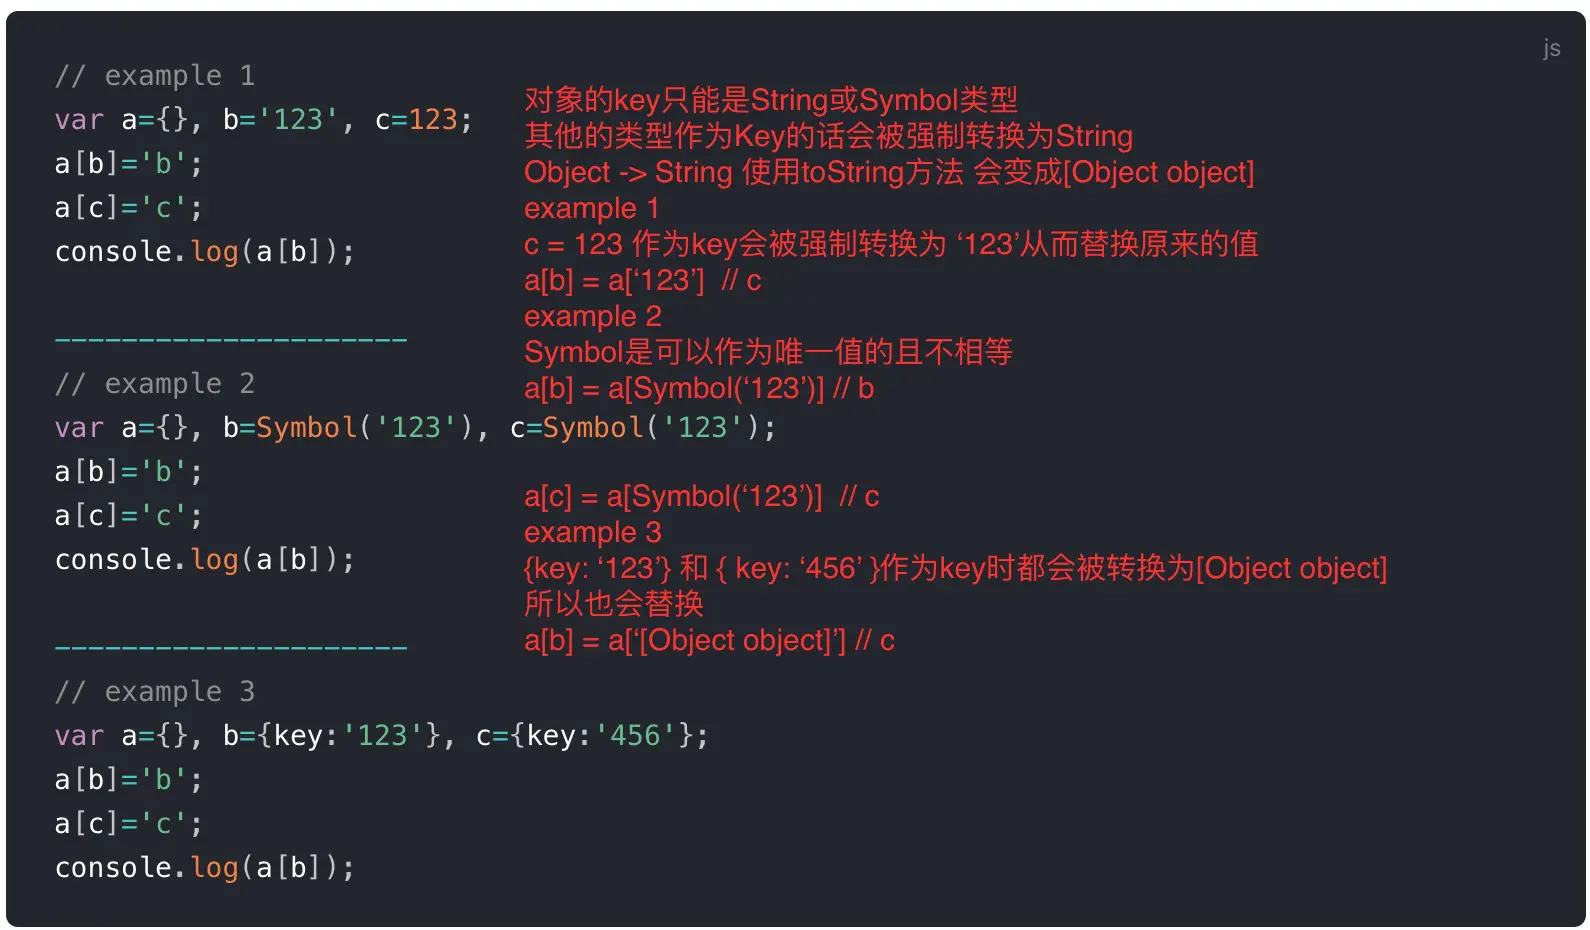 js
// example 1
var a={}, b='123', c=123;
a[b]='b';
a[c]='c';
console.log(a[b]);
--------------------
// example 2
var a={}, b=Symbol('123'), c=Symbol('123');
a[b]='b';
a[c]='c';
console.log(a[b]);
--------------------
// example 3
var a={}, b={key:'123'}, c={key:'456'};
a[b]='b';
a[c]='c';
console.log(a[b]);
对象的key只能是String或Symbol类型
其他的类型作为Key的话会被强制转换为String
Object -> String 使用toString方法 会变成[Object object]
example 1
c = 123 作为key会被强制转换为 ‘123’从而替换原来的值
a[b] = a[‘123’] // c
example 2
Symbol是可以作为唯一值的且不相等
a[b] = a[Symbol(‘123’)] // b
a[c] = a[Symbol(‘123’)] // c
example 3
{key: ‘123’} 和 { key: ‘456’ }作为key时都会被转换为[Object object]
所以也会替换
a[b] = a[‘[Object object]’] // c